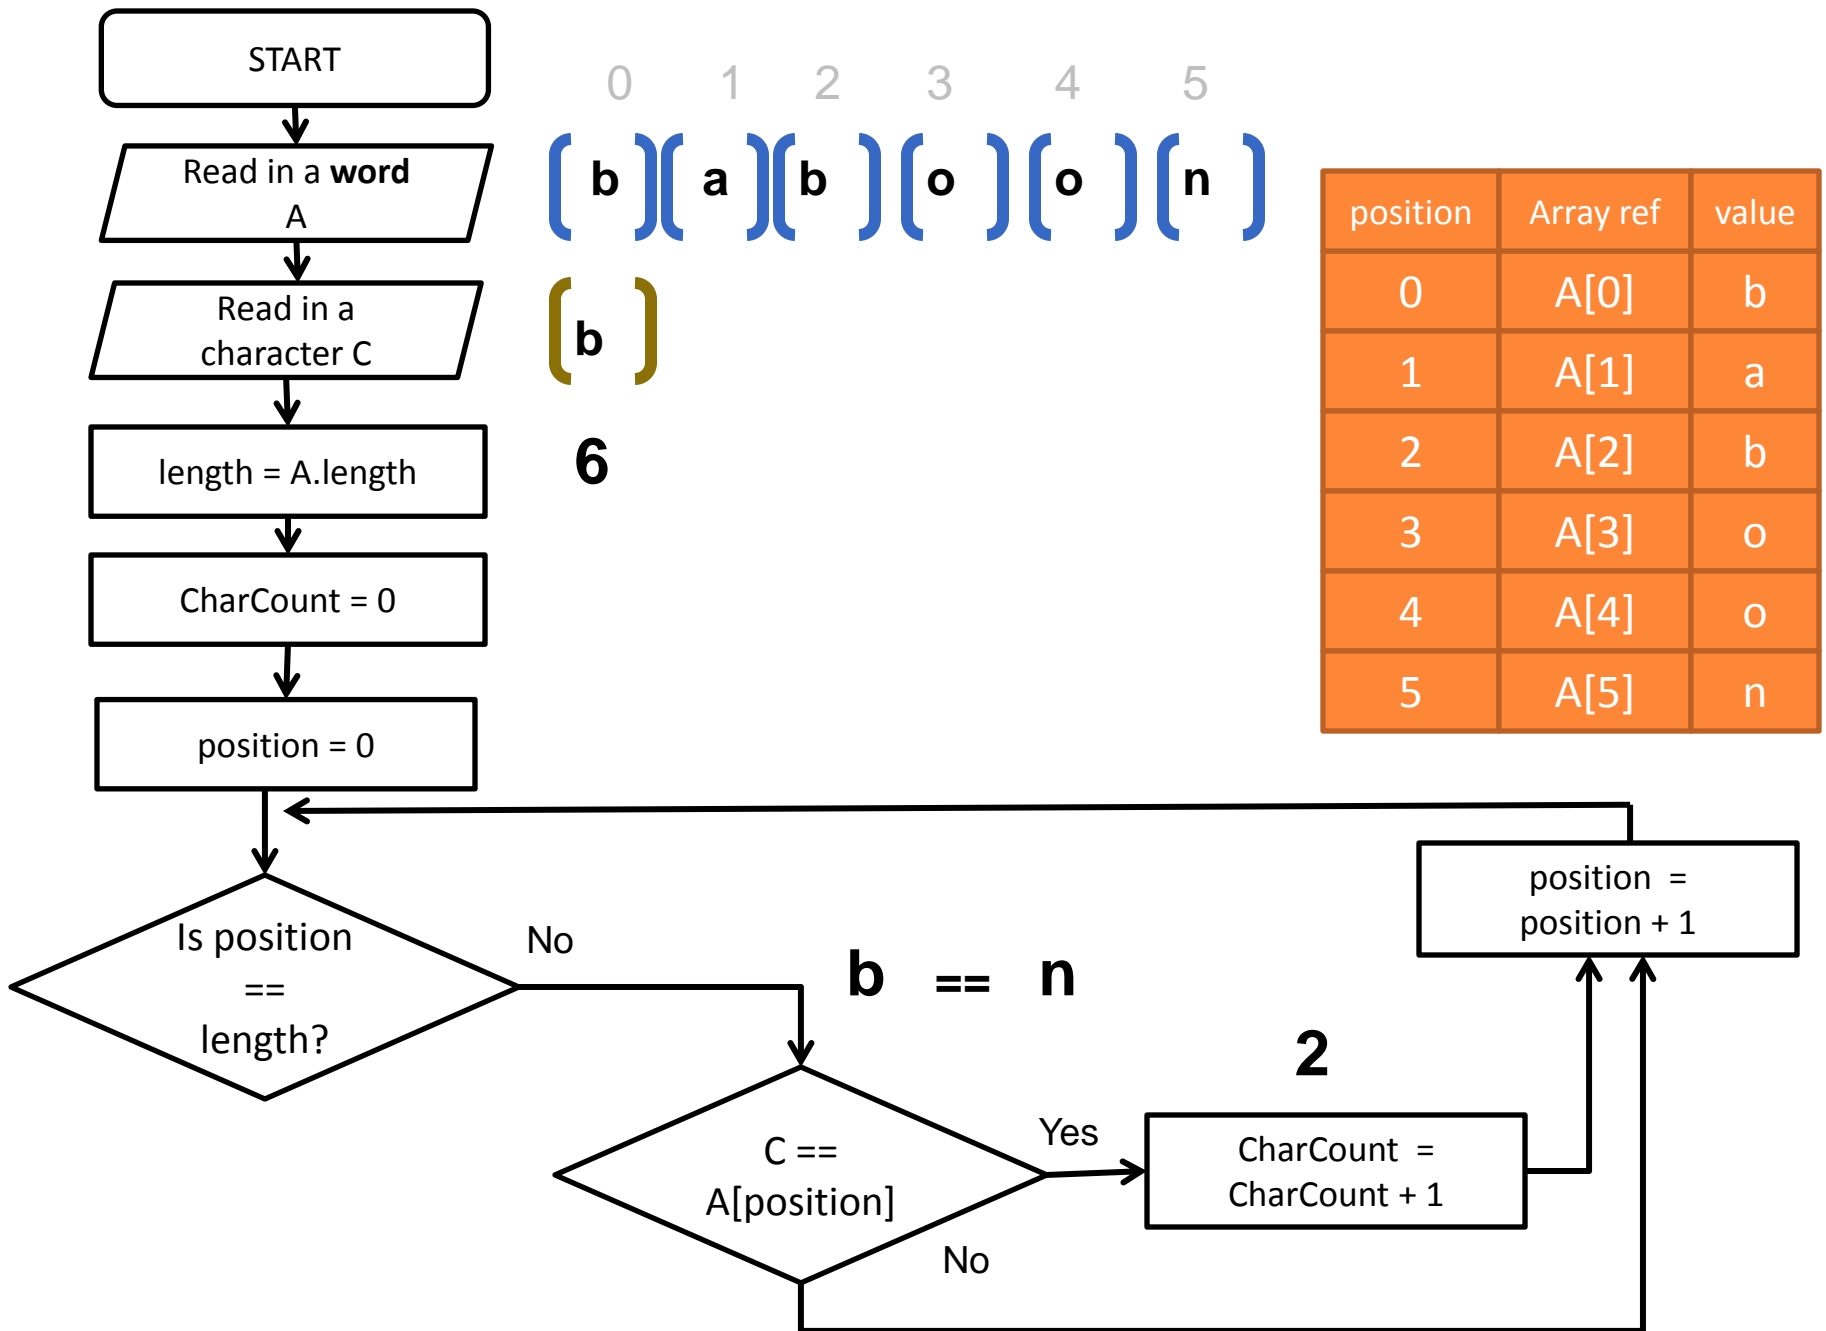 START
0 1 2 3 4 5
Read in a word
A
b a b o o n
Read in a
character C
b
length = A.length
6
CharCount = 0
position = 0
position Array ref value
0 A[0] b
1 A[1] a
2 A[2] b
3 A[3] o
4 A[4] o
5 A[5] n
Is position
==
length?
No
b == n
position =
position + 1
2
C ==
A[position]
Yes
No
CharCount =
CharCount + 1